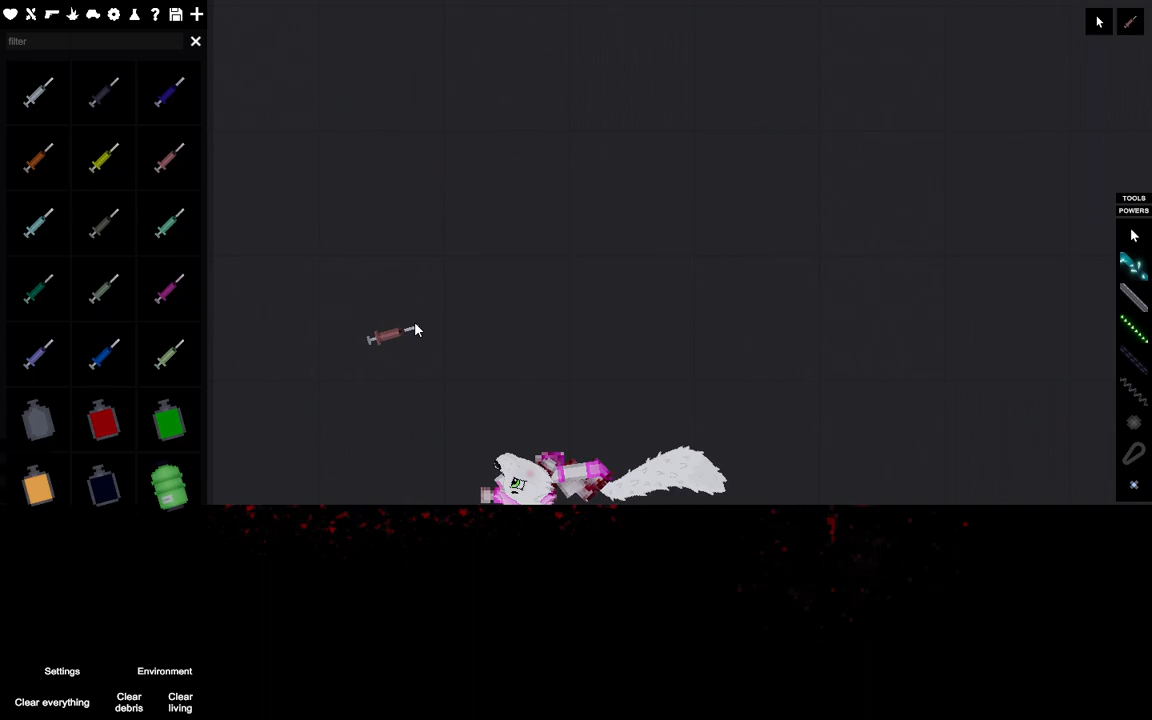 filter
TOOLS
POWERS
Settings
Environment
Clear everything
Clear
debris
Clear
living